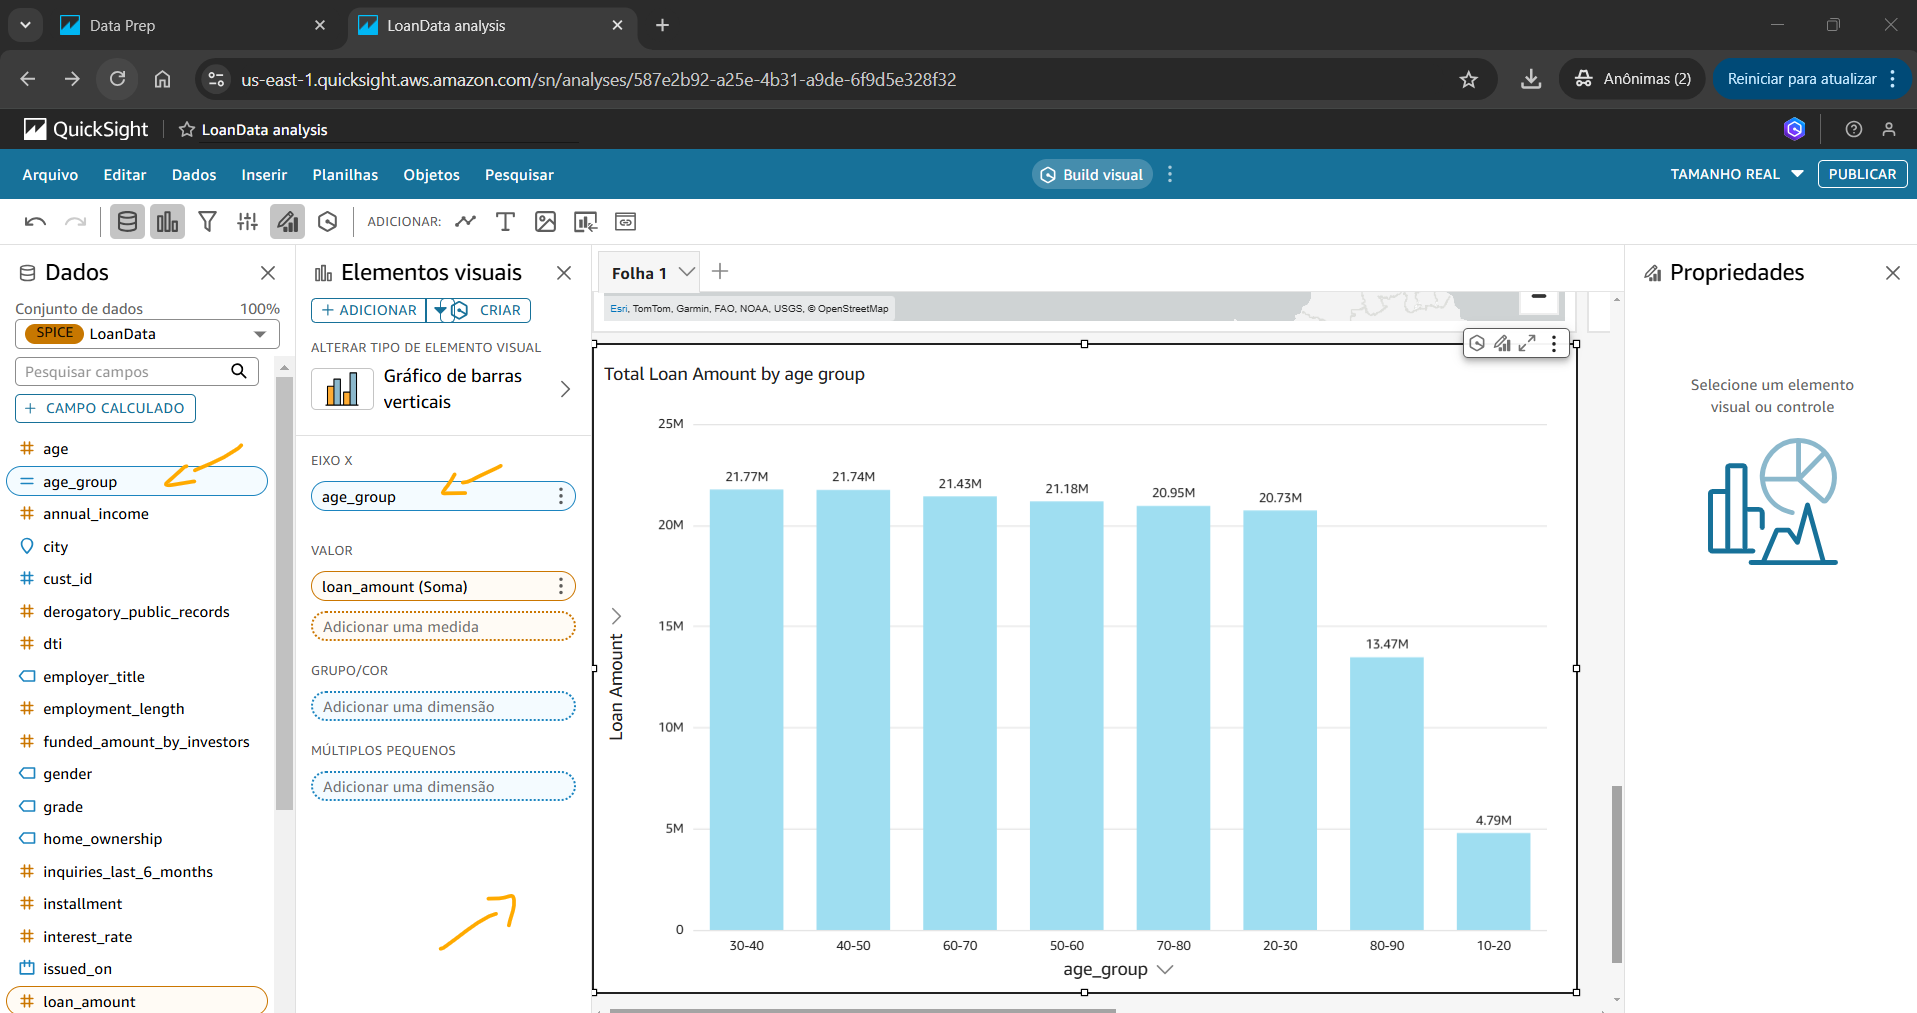 Data Prep
LoanData analysis
us-east-1.quicksight.aws.amazon.com/sn/analyses/587e2b92-a25e-4b31-a9de-6f9d5e328f32
Anônimas (2)
Reiniciar para atualizar
QuickSight
LoanData analysis
Arquivo
Editar
Dados
Inserir
Planilhas
Objetos
Pesquisar
Build visual
TAMANHO REAL
PUBLICAR
ADICIONAR:
Dados
Conjunto de dados
100%
SPICE
LoanData
Pesquisar campos
CAMPO CALCULADO
age
age_group
annual_income
city
cust_id
derogatory_public_records
dti
employer_title
employment_length
funded_amount_by_investors
gender
grade
home_ownership
inquiries_last_6_months
installment
interest_rate
issued_on
loan_amount
Elementos visuais
ADICIONAR
CRIAR
ALTERAR TIPO DE ELEMENTO VISUAL
Gráfico de barras
verticais
EIXO X
age_group
VALOR
loan_amount (Soma)
Adicionar uma medida
GRUPO/COR
Adicionar uma dimensão
MÚLTIPLOS PEQUENOS
Adicionar uma dimensão
Folha 1
Esri, TomTom, Garmin, FAO, NOAA, USGS, © OpenStreetMap
Total Loan Amount by age group
25M
20M
15M
10M
5M
0
Loan Amount
21.77M
21.74M
21.43M
21.18M
20.95M
20.73M
13.47M
4.79M
30-40
40-50
60-70
50-60
70-80
20-30
80-90
10-20
age_group
Propriedades
Selecione um elemento
visual ou controle